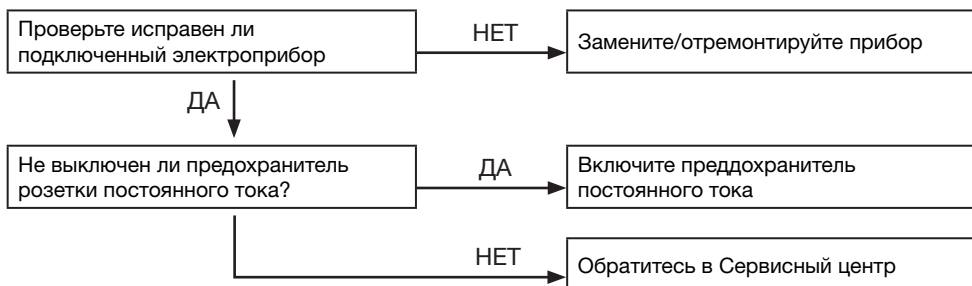 Проверьте исправен ли
подключенный электроприбор
НЕТ
Замените/отремонтируйте прибор
ДА
Не выключен ли предохранитель
розетки постоянного тока?
ДА
Включите преддохранитель
постоянного тока
НЕТ
Обратитесь в Сервисный центр